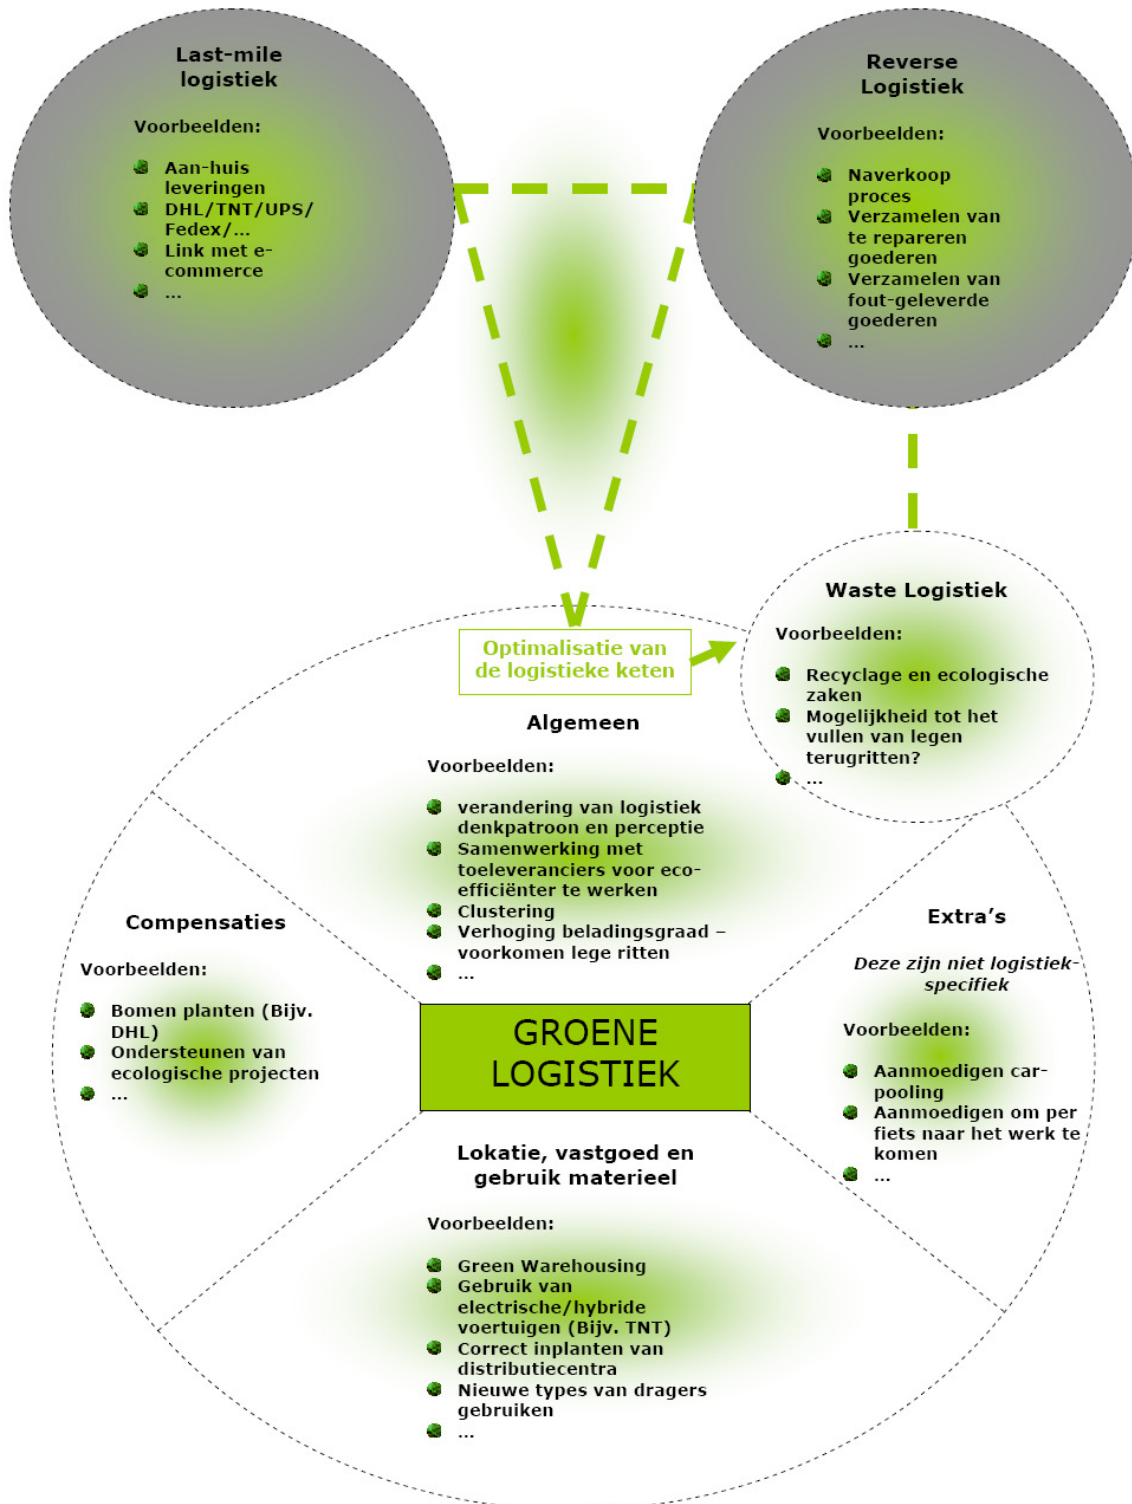 Last-mile
logistiek
Voorbeelden:
Aan-huis
leveringen
DHL/TNT/UPS/
Fedex/...
Link met e-
commerce
...
Reverse
Logistiek
Voorbeelden:
Naverkoop
proces
Verzamelen van
te repareren
goederen
Verzamelen van
fout-geleverde
goederen
...
Waste Logistiek
Voorbeelden:
Recyclage en ecologische
zaken
Mogelijkheid tot het
vullen van legen
terugritten?
...
Optimalisatie van
de logistieke keten
Algemeen
Voorbeelden:
verandering van logistiek
denkpatroon en perceptie
Samenwerking met
toeleveranciers voor eco-
efficiënter te werken
Clustering
Verhoging beladingsgraad –
voorkomen lege ritten
...
Compensaties
Voorbeelden:
Bomen planten (Bijv.
DHL)
Ondersteunen van
ecologische projecten
...
Extra's
Deze zijn niet logistiek-
specifiek
Voorbeelden:
Aanmoedigen car-
pooling
Aanmoedigen om per
fiets naar het werk te
komen
...
GROENE
LOGISTIEK
Lokatie, vastgoed en
gebruik materieel
Voorbeelden:
Green Warehousing
Gebruik van
electrische/hybride
voertuigen (Bijv. TNT)
Correct inplanten van
distributiecentra
Nieuwe types van dragers
gebruiken
...